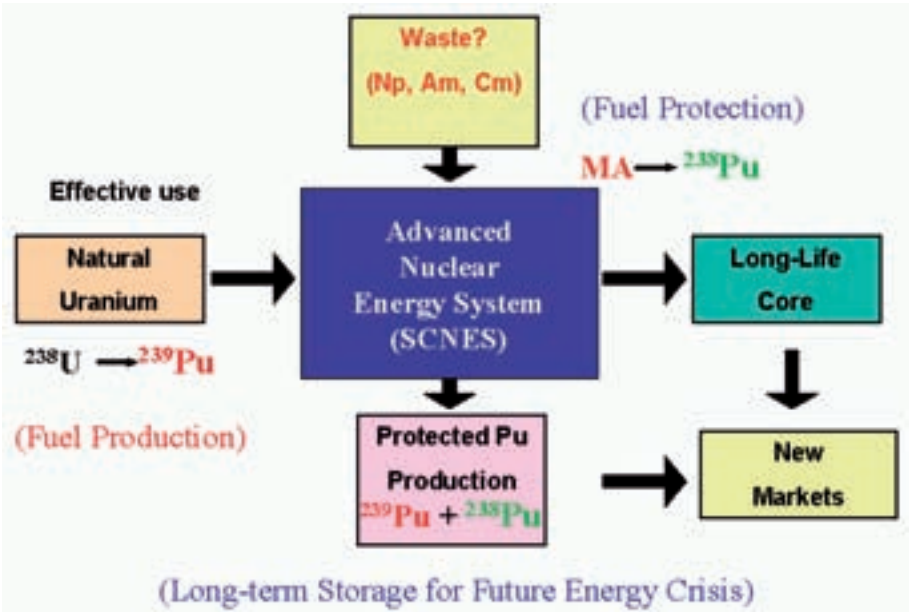 Waste?
(Np, Am, Cm)
(Fuel Protection)
MA → ²³⁸Pu
Effective use
Natural
Uranium
Advanced
Nuclear
Energy System
(SCNES)
Long-Life
Core
²³⁸U → ²³⁹Pu
(Fuel Production)
Protected Pu
Production
²³⁹Pu + ²³⁸Pu
New
Markets
(Long-term Storage for Future Energy Crisis)